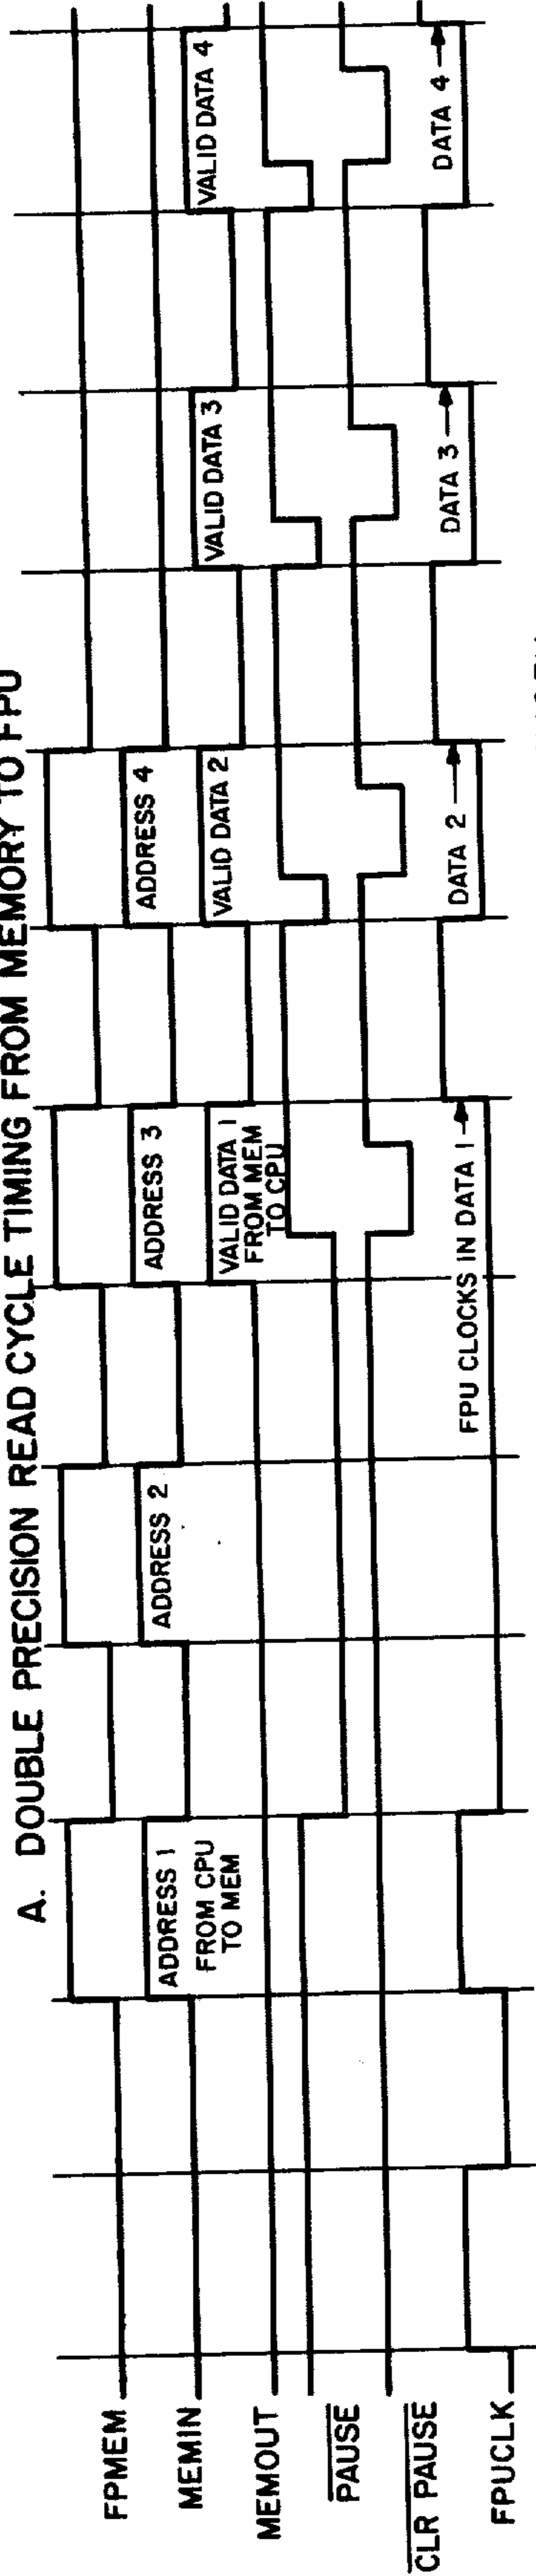 A. DOUBLE PRECISION READ CYCLE TIMING FROM MEMORY TO FPU
FPMEM
MEMIN
ADDRESS 1
FROM CPU
TO MEM
ADDRESS 2
ADDRESS 3
ADDRESS 4
MEMOUT
VALID DATA 1
FROM MEM
TO CPU
VALID DATA 2
VALID DATA 3
VALID DATA 4
PAUSE
CLR PAUSE
FPUCLK
FPU CLOCKS IN DATA 1
DATA 2
DATA 3
DATA 4